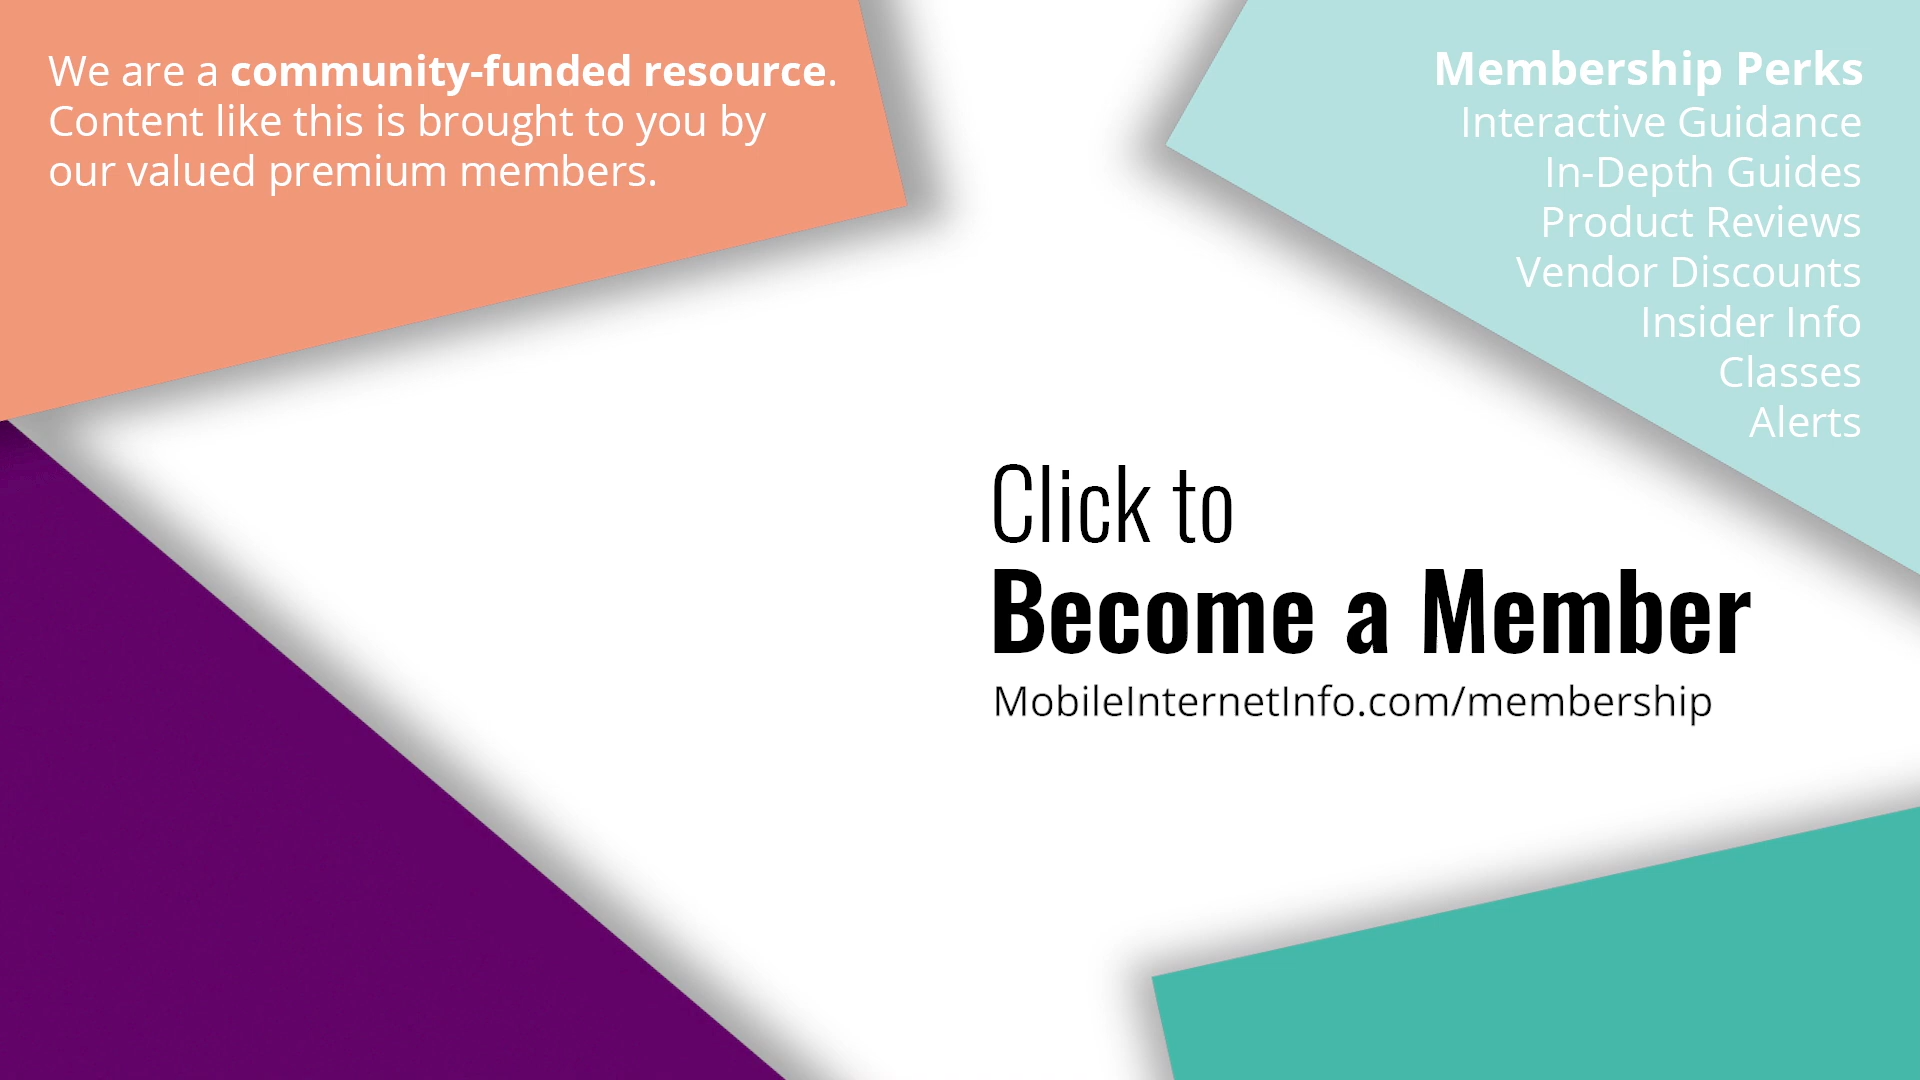 We are a community-funded resource.
Content like this is brought to you by
our valued premium members.
Membership Perks
Interactive Guidance
In-Depth Guides
Product Reviews
Vendor Discounts
Insider Info
Classes
Alerts
Click to
Become a Member
MobileInternetInfo.com/membership